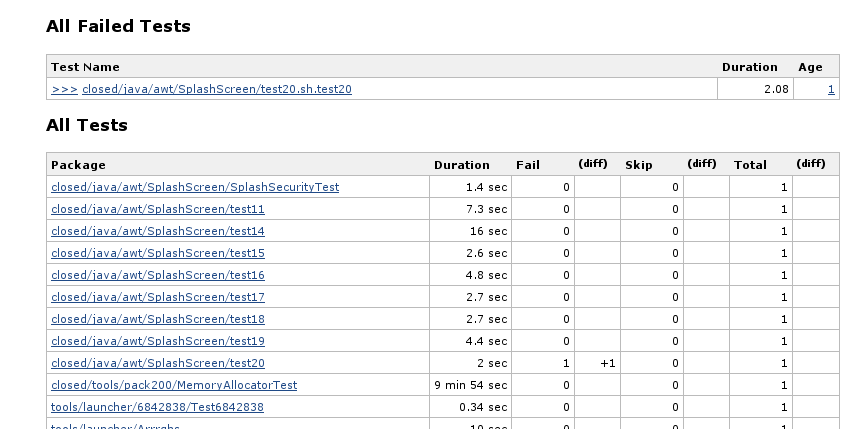 All Failed Tests
Test Name Duration Age
>>> closed/java/awt/SplashScreen/test20.sh.test20 2.08 1
All Tests
Package Duration Fail (diff) Skip (diff) Total (diff)
closed/java/awt/SplashScreen/SplashSecurityTest 1.4 sec 0 0 1
closed/java/awt/SplashScreen/test11 7.3 sec 0 0 1
closed/java/awt/SplashScreen/test14 16 sec 0 0 1
closed/java/awt/SplashScreen/test15 2.6 sec 0 0 1
closed/java/awt/SplashScreen/test16 4.8 sec 0 0 1
closed/java/awt/SplashScreen/test17 2.7 sec 0 0 1
closed/java/awt/SplashScreen/test18 2.7 sec 0 0 1
closed/java/awt/SplashScreen/test19 4.4 sec 0 0 1
closed/java/awt/SplashScreen/test20 2 sec 1 +1 0 1
closed/tools/pack200/MemoryAllocatorTest 9 min 54 sec 0 0 1
tools/launcher/6842838/Test6842838 0.34 sec 0 0 1
tools/launcher/Arrrghs 10 sec 0 0 1